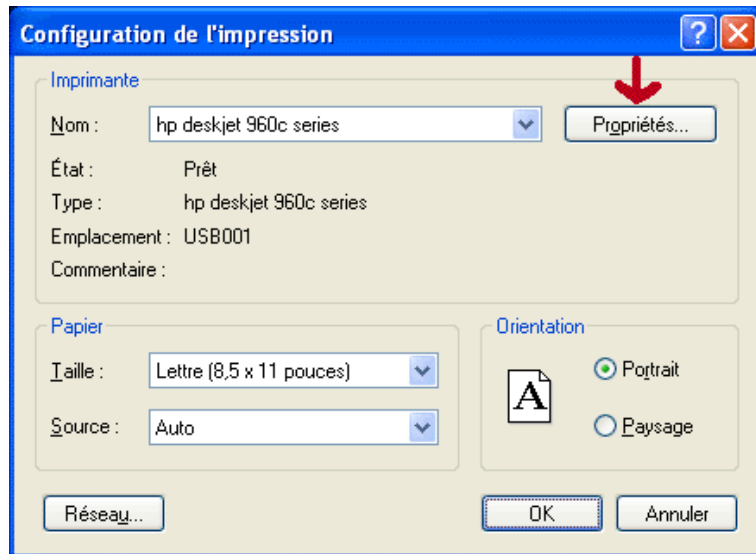 Configuration de l'impression
Imprimante
Nom : hp deskjet 960c series Propriétés...
État : Prêt
Type : hp deskjet 960c series
Emplacement : USB001
Commentaire :
Papier
Taille : Lettre (8,5 x 11 pouces)
Source : Auto
Orientation
A
Portrait
Paysage
Réseau... OK Annuler